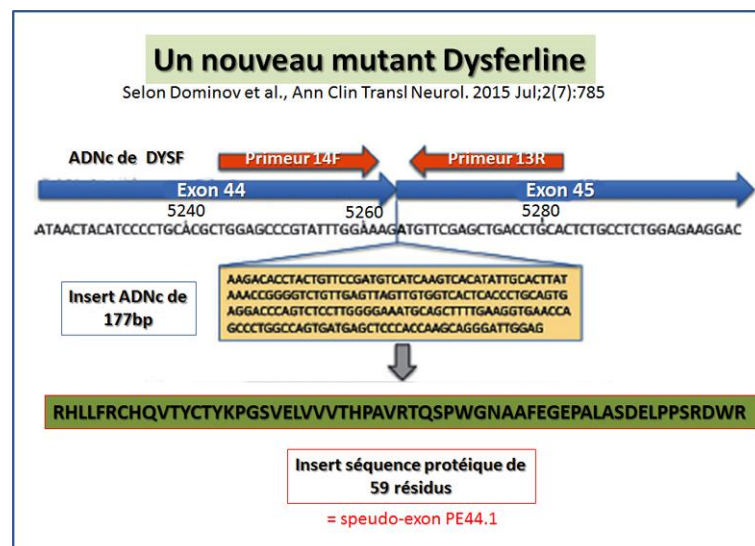 Un nouveau mutant Dysferline
Selon Dominov et al., Ann Clin Transl Neurol. 2015 Jul;2(7):785
ADNc de DYSF
Primeur 14F
Primeur 13R
Exon 44
Exon 45
5240
5260
5280
.ATAACTACATCCCCTGCACGCTGGAGCCCGTATTTGGAAAGATGTTCGAGCTGACCTGCACTCTGCCTCTGGAGAAGGAC
Insert ADNc de
177bp
AAGACACCTACTGTTCCGATGTCATCAAGTCACATATTGCACTTAT
AAACCGGGGTCTGTTGAGTTAGTTGTGGTCACTCACCCTGCAGTG
AGGACCCAGTCTCCTTGGGGAAATGCAGCTTTTGAAGGTGAACCA
GCCCTGGCCAGTGATGAGCTCCCACCAAGCAGGGATTGGAG
RHLLFRCHQVTYCTYKPGSVELVVVTHPAVRTQSPWGNAAFEGEPALASDELPPSRDWR
Insert séquence protéique de
59 résidus
= speudo-exon PE44.1